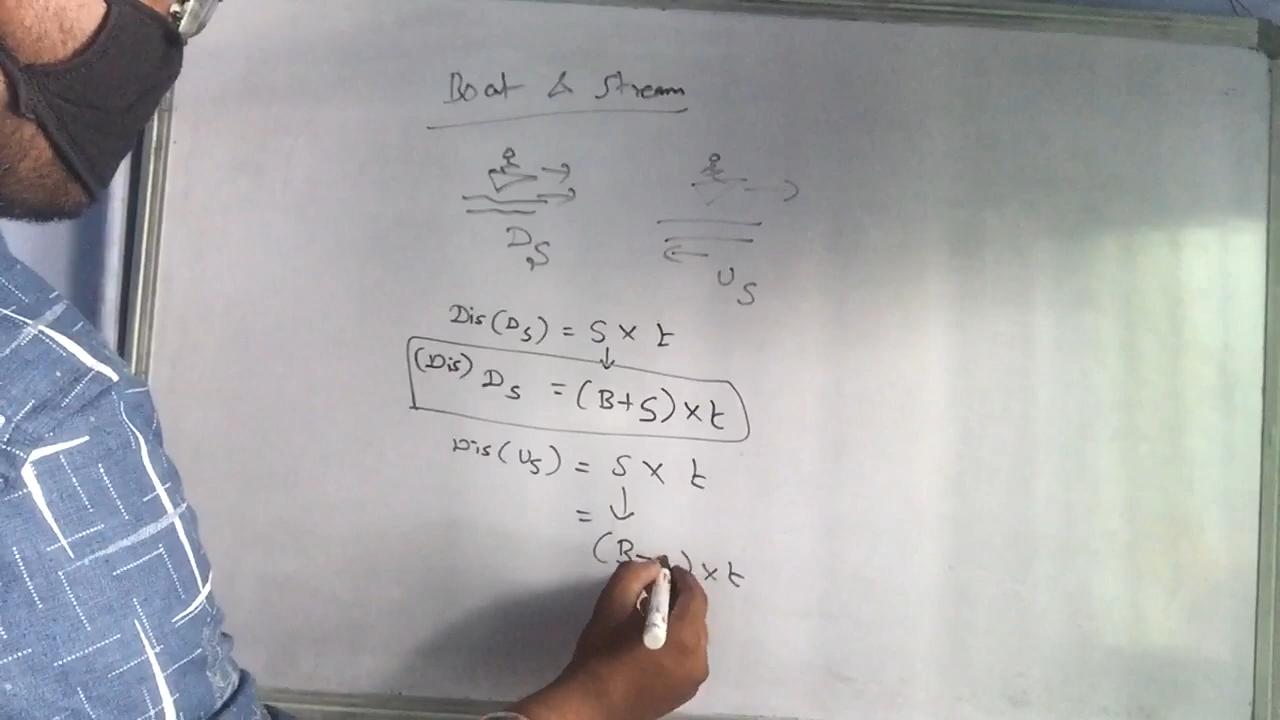 Boat & Stream
DS
US
Dis(DS) = S × t
(Dis) DS = (B+S) × t
Dis(US) = S × t
=
(B- ) × t